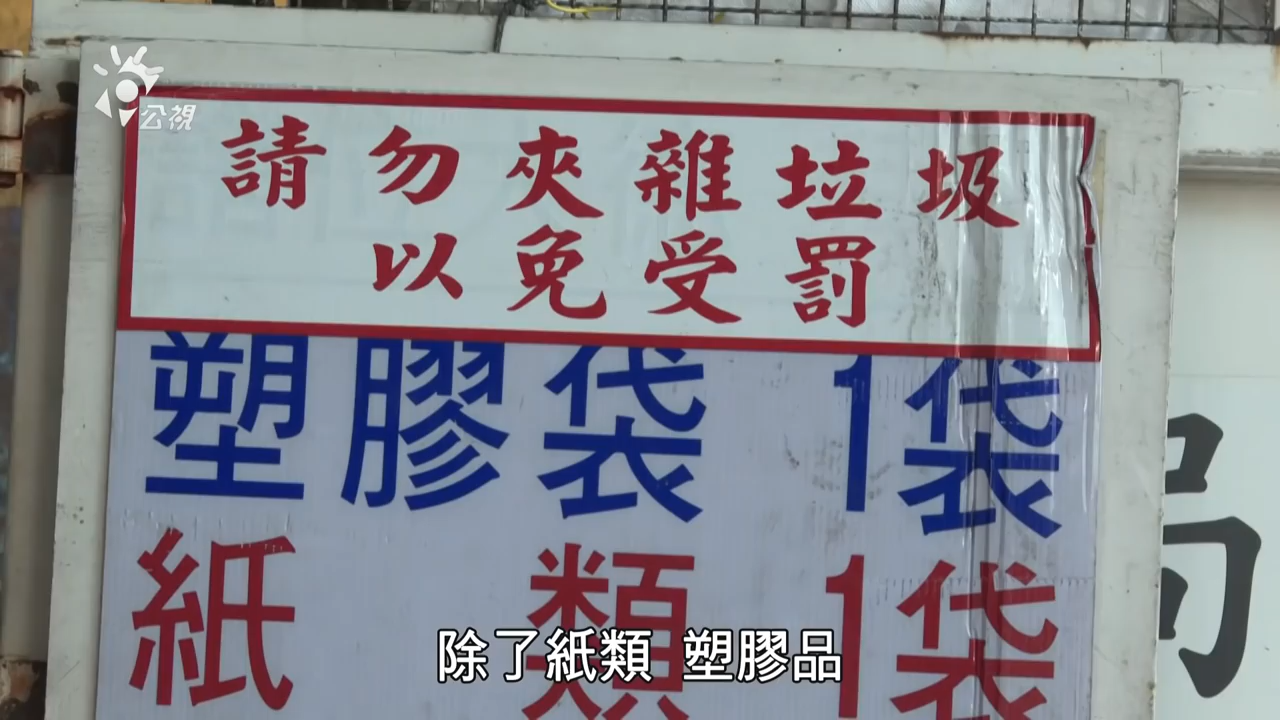 公視
請勿夾雜垃圾
以免受罰
塑膠袋 1袋
紙類 1袋
局
除了紙類 塑膠品